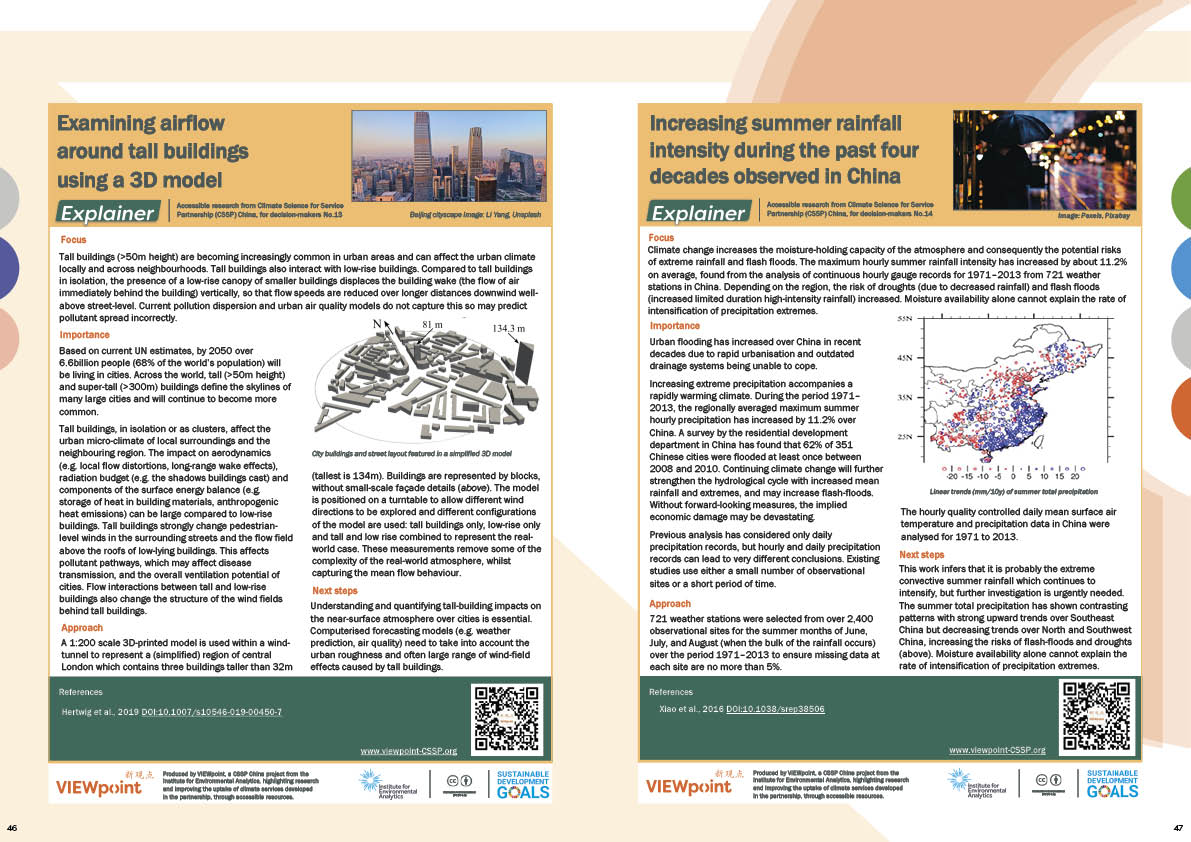 Examining airflow
around tall buildings
using a 3D model
Explainer
Accessible research from Climate Science for Service
Partnership (CSSP) China, for decision-makers No.13
Beijing cityscape image: Li Yang, Unsplash
Focus
Tall buildings (>50m height) are becoming increasingly common in urban areas and can affect the urban climate
locally and across neighbourhoods. Tall buildings also interact with low-rise buildings. Compared to tall buildings
in isolation, the presence of a low-rise canopy of smaller buildings displaces the building wake (the flow of air
immediately behind the building) vertically, so that flow speeds are reduced over longer distances downwind well-
above street-level. Current pollution dispersion and urban air quality models do not capture this so may predict
pollutant spread incorrectly.
Importance
Based on current UN estimates, by 2050 over
6.6billion people (68% of the world's population) will
be living in cities. Across the world, tall (>50m height)
and super-tall (>300m) buildings define the skylines of
many large cities and will continue to become more
common.
Tall buildings, in isolation or as clusters, affect the
urban micro-climate of local surroundings and the
neighbouring region. The impact on aerodynamics
(e.g. local flow distortions, long-range wake effects),
radiation budget (e.g. the shadows buildings cast) and
components of the surface energy balance (e.g.
storage of heat in building materials, anthropogenic
heat emissions) can be large compared to low-rise
buildings. Tall buildings strongly change pedestrian-
level winds in the surrounding streets and the flow field
above the roofs of low-lying buildings. This affects
pollutant pathways, which may affect disease
transmission, and the overall ventilation potential of
cities. Flow interactions between tall and low-rise
buildings also change the structure of the wind fields
behind tall buildings.
Approach
A 1:200 scale 3D-printed model is used within a wind-
tunnel to represent a (simplified) region of central
London which contains three buildings taller than 32m
N
81 m
134.3 m
City buildings and street layout featured in a simplified 3D model
(tallest is 134m). Buildings are represented by blocks,
without small-scale façade details (above). The model
is positioned on a turntable to allow different wind
directions to be explored and different configurations
of the model are used: tall buildings only, low-rise only
and tall and low rise combined to represent the real-
world case. These measurements remove some of the
complexity of the real-world atmosphere, whilst
capturing the mean flow behaviour.
Next steps
Understanding and quantifying tall-building impacts on
the near-surface atmosphere over cities is essential.
Computerised forecasting models (e.g. weather
prediction, air quality) need to take into account the
urban roughness and often large range of wind-field
effects caused by tall buildings.
References
Hertwig et al., 2019 DOI:10.1007/s10546-019-00450-7
www.viewpoint-CSSP.org
VIEWpoint
新观点
Produced by VIEWpoint, a CSSP China project from the
Institute for Environmental Analytics, highlighting research
and improving the uptake of climate services developed
in the partnership, through accessible resources.
Institute for
Environmental
Analytics
SUSTAINABLE
DEVELOPMENT
GOALS
46
Increasing summer rainfall
intensity during the past four
decades observed in China
Explainer
Accessible research from Climate Science for Service
Partnership (CSSP) China, for decision-makers No.14
Image: Pexels, Pixabay
Focus
Climate change increases the moisture-holding capacity of the atmosphere and consequently the potential risks
of extreme rainfall and flash floods. The maximum hourly summer rainfall intensity has increased by about 11.2%
on average, found from the analysis of continuous hourly gauge records for 1971–2013 from 721 weather
stations in China. Depending on the region, the risk of droughts (due to decreased rainfall) and flash floods
(increased limited duration high-intensity rainfall) increased. Moisture availability alone cannot explain the rate of
intensification of precipitation extremes.
Importance
Urban flooding has increased over China in recent
decades due to rapid urbanisation and outdated
drainage systems being unable to cope.
Increasing extreme precipitation accompanies a
rapidly warming climate. During the period 1971–
2013, the regionally averaged maximum summer
hourly precipitation has increased by 11.2% over
China. A survey by the residential development
department in China has found that 62% of 351
Chinese cities were flooded at least once between
2008 and 2010. Continuing climate change will further
strengthen the hydrological cycle with increased mean
rainfall and extremes, and may increase flash-floods.
Without forward-looking measures, the implied
economic damage may be devastating.
Previous analysis has considered only daily
precipitation records, but hourly and daily precipitation
records can lead to very different conclusions. Existing
studies use either a small number of observational
sites or a short period of time.
Approach
721 weather stations were selected from over 2,400
observational sites for the summer months of June,
July, and August (when the bulk of the rainfall occurs)
over the period 1971–2013 to ensure missing data at
each site are no more than 5%.
55N
45N
35N
25N
-20 -15 -10 -5 0 5 10 15 20
Linear trends (mm/10y) of summer total precipitation
The hourly quality controlled daily mean surface air
temperature and precipitation data in China were
analysed for 1971 to 2013.
Next steps
This work infers that it is probably the extreme
convective summer rainfall which continues to
intensify, but further investigation is urgently needed.
The summer total precipitation has shown contrasting
patterns with strong upward trends over Southeast
China but decreasing trends over North and Southwest
China, increasing the risks of flash-floods and droughts
(above). Moisture availability alone cannot explain the
rate of intensification of precipitation extremes.
References
Xiao et al., 2016 DOI:10.1038/srep38506
www.viewpoint-CSSP.org
VIEWpoint
新观点
Produced by VIEWpoint, a CSSP China project from the
Institute for Environmental Analytics, highlighting research
and improving the uptake of climate services developed
in the partnership, through accessible resources.
Institute for
Environmental
Analytics
SUSTAINABLE
DEVELOPMENT
GOALS
47